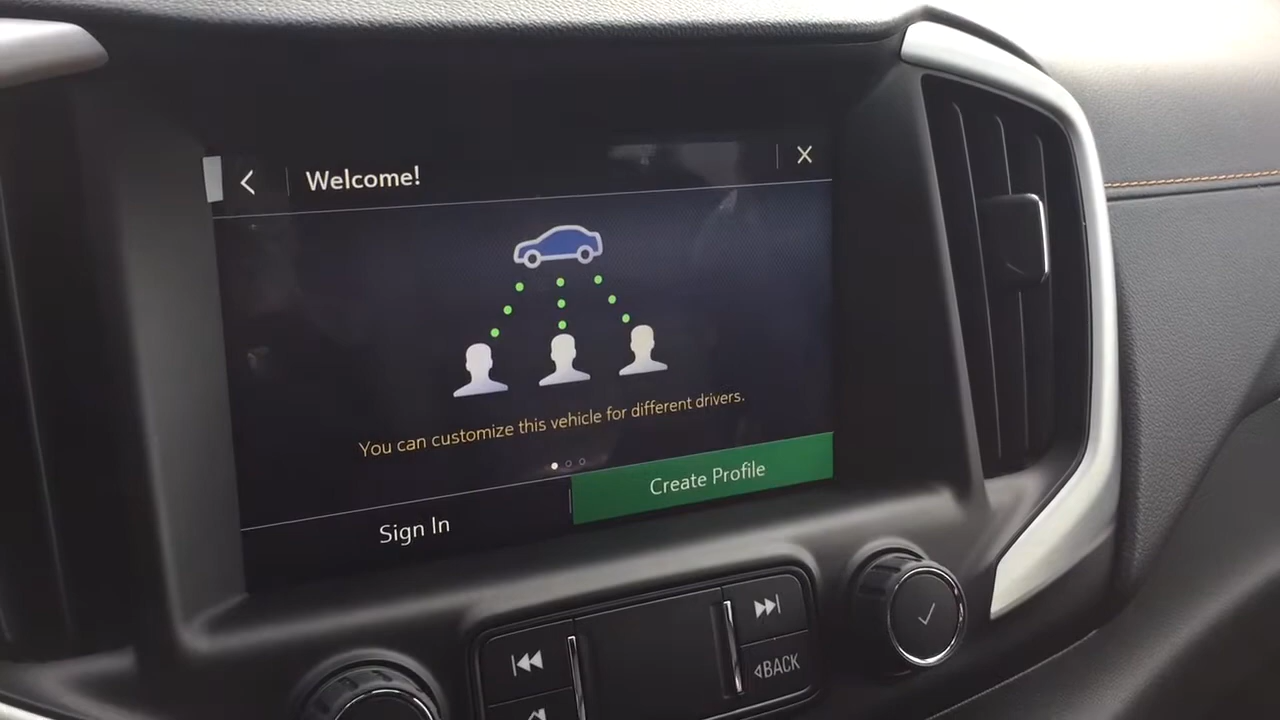 Welcome!
You can customize this vehicle for different drivers.
Sign In
Create Profile
BACK